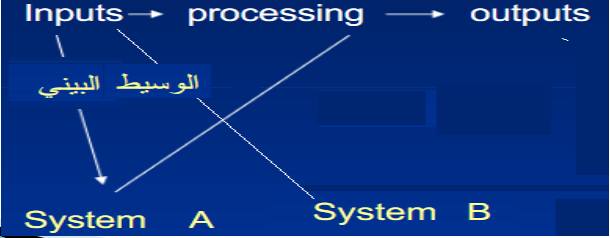 Inputs → processing → outputs
البيني الوسيط
System A System B